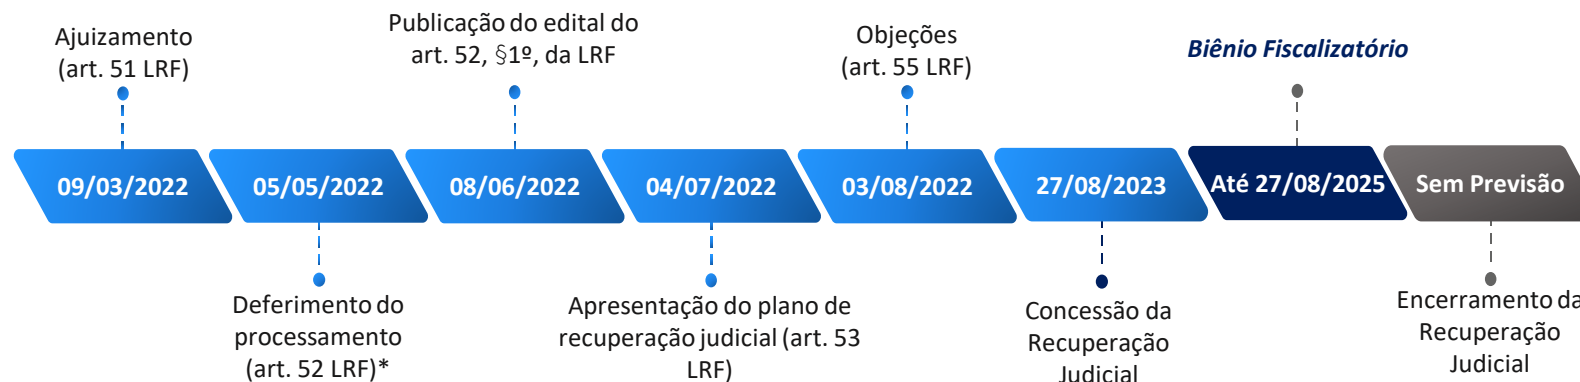 Ajuizamento
(art. 51 LRF)
Publicação do edital do
art. 52, §1º, da LRF
Objeções
(art. 55 LRF)
Biênio Fiscalizatório
09/03/2022
05/05/2022
08/06/2022
04/07/2022
03/08/2022
27/08/2023
Até 27/08/2025
Sem Previsão
Deferimento do
processamento
(art. 52 LRF)*
Apresentação do plano de
recuperação judicial (art. 53
LRF)
Concessão da
Recuperação
Judicial
Encerramento da
Recuperação
Judicial